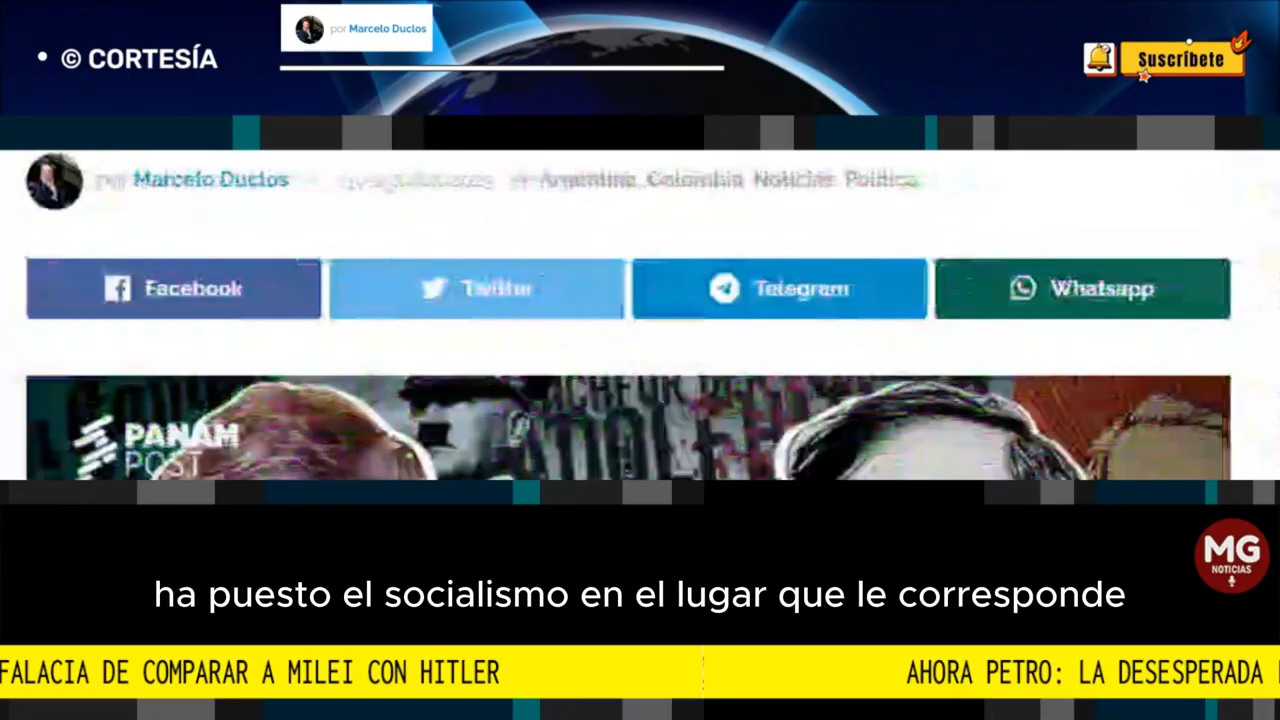 por Marcelo Duclos
• © CORTESÍA
Suscríbete
Marcelo Duclos Argentina Colombia Noticias Política
Facebook
Twitter
Telegram
Whatsapp
PANAM
POST
MG
NOTICIAS
ha puesto el socialismo en el lugar que le corresponde
FALACIA DE COMPARAR A MILEI CON HITLER
AHORA PETRO: LA DESESPERADA